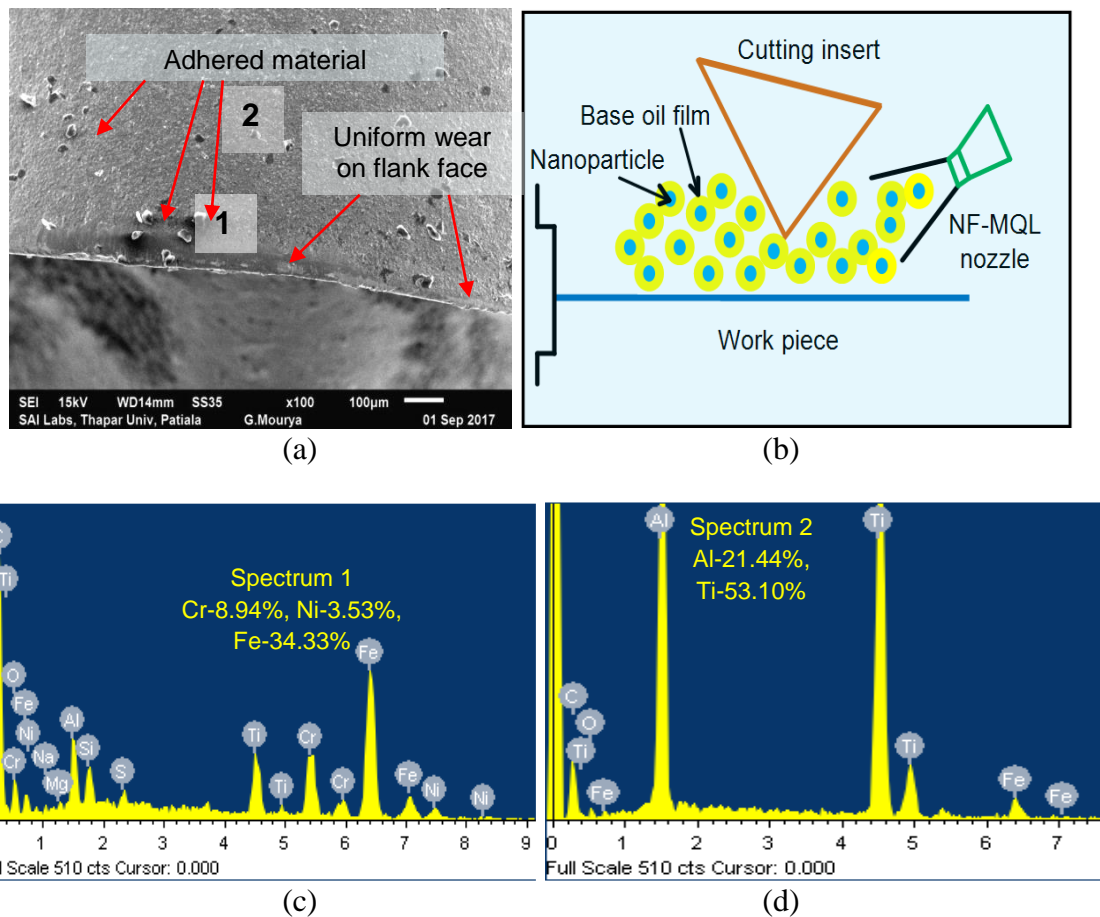 Adhered material
2
Uniform wear
on flank face
1
SEI 15kV WD14mm SS35 x100 100µm
SAI Labs, Thapar Univ, Patiala G.Mourya 01 Sep 2017
(a)
Cutting insert
Base oil film
Nanoparticle
NF-MQL
nozzle
Work piece
(b)
Spectrum 1
Cr-8.94%, Ni-3.53%,
Fe-34.33%
Ti
O
Fe
Ni
Cr
Na
Mg
Al
Si
S
Ti
Ti
Cr
Cr
Fe
Fe
Ni
Ni
1 2 3 4 5 6 7 8 9
l Scale 510 cts Cursor: 0.000
(c)
Spectrum 2
Al-21.44%,
Ti-53.10%
C
O
Ti
Fe
Al
Ti
Ti
Fe
Fe
0 1 2 3 4 5 6 7
Full Scale 510 cts Cursor: 0.000
(d)